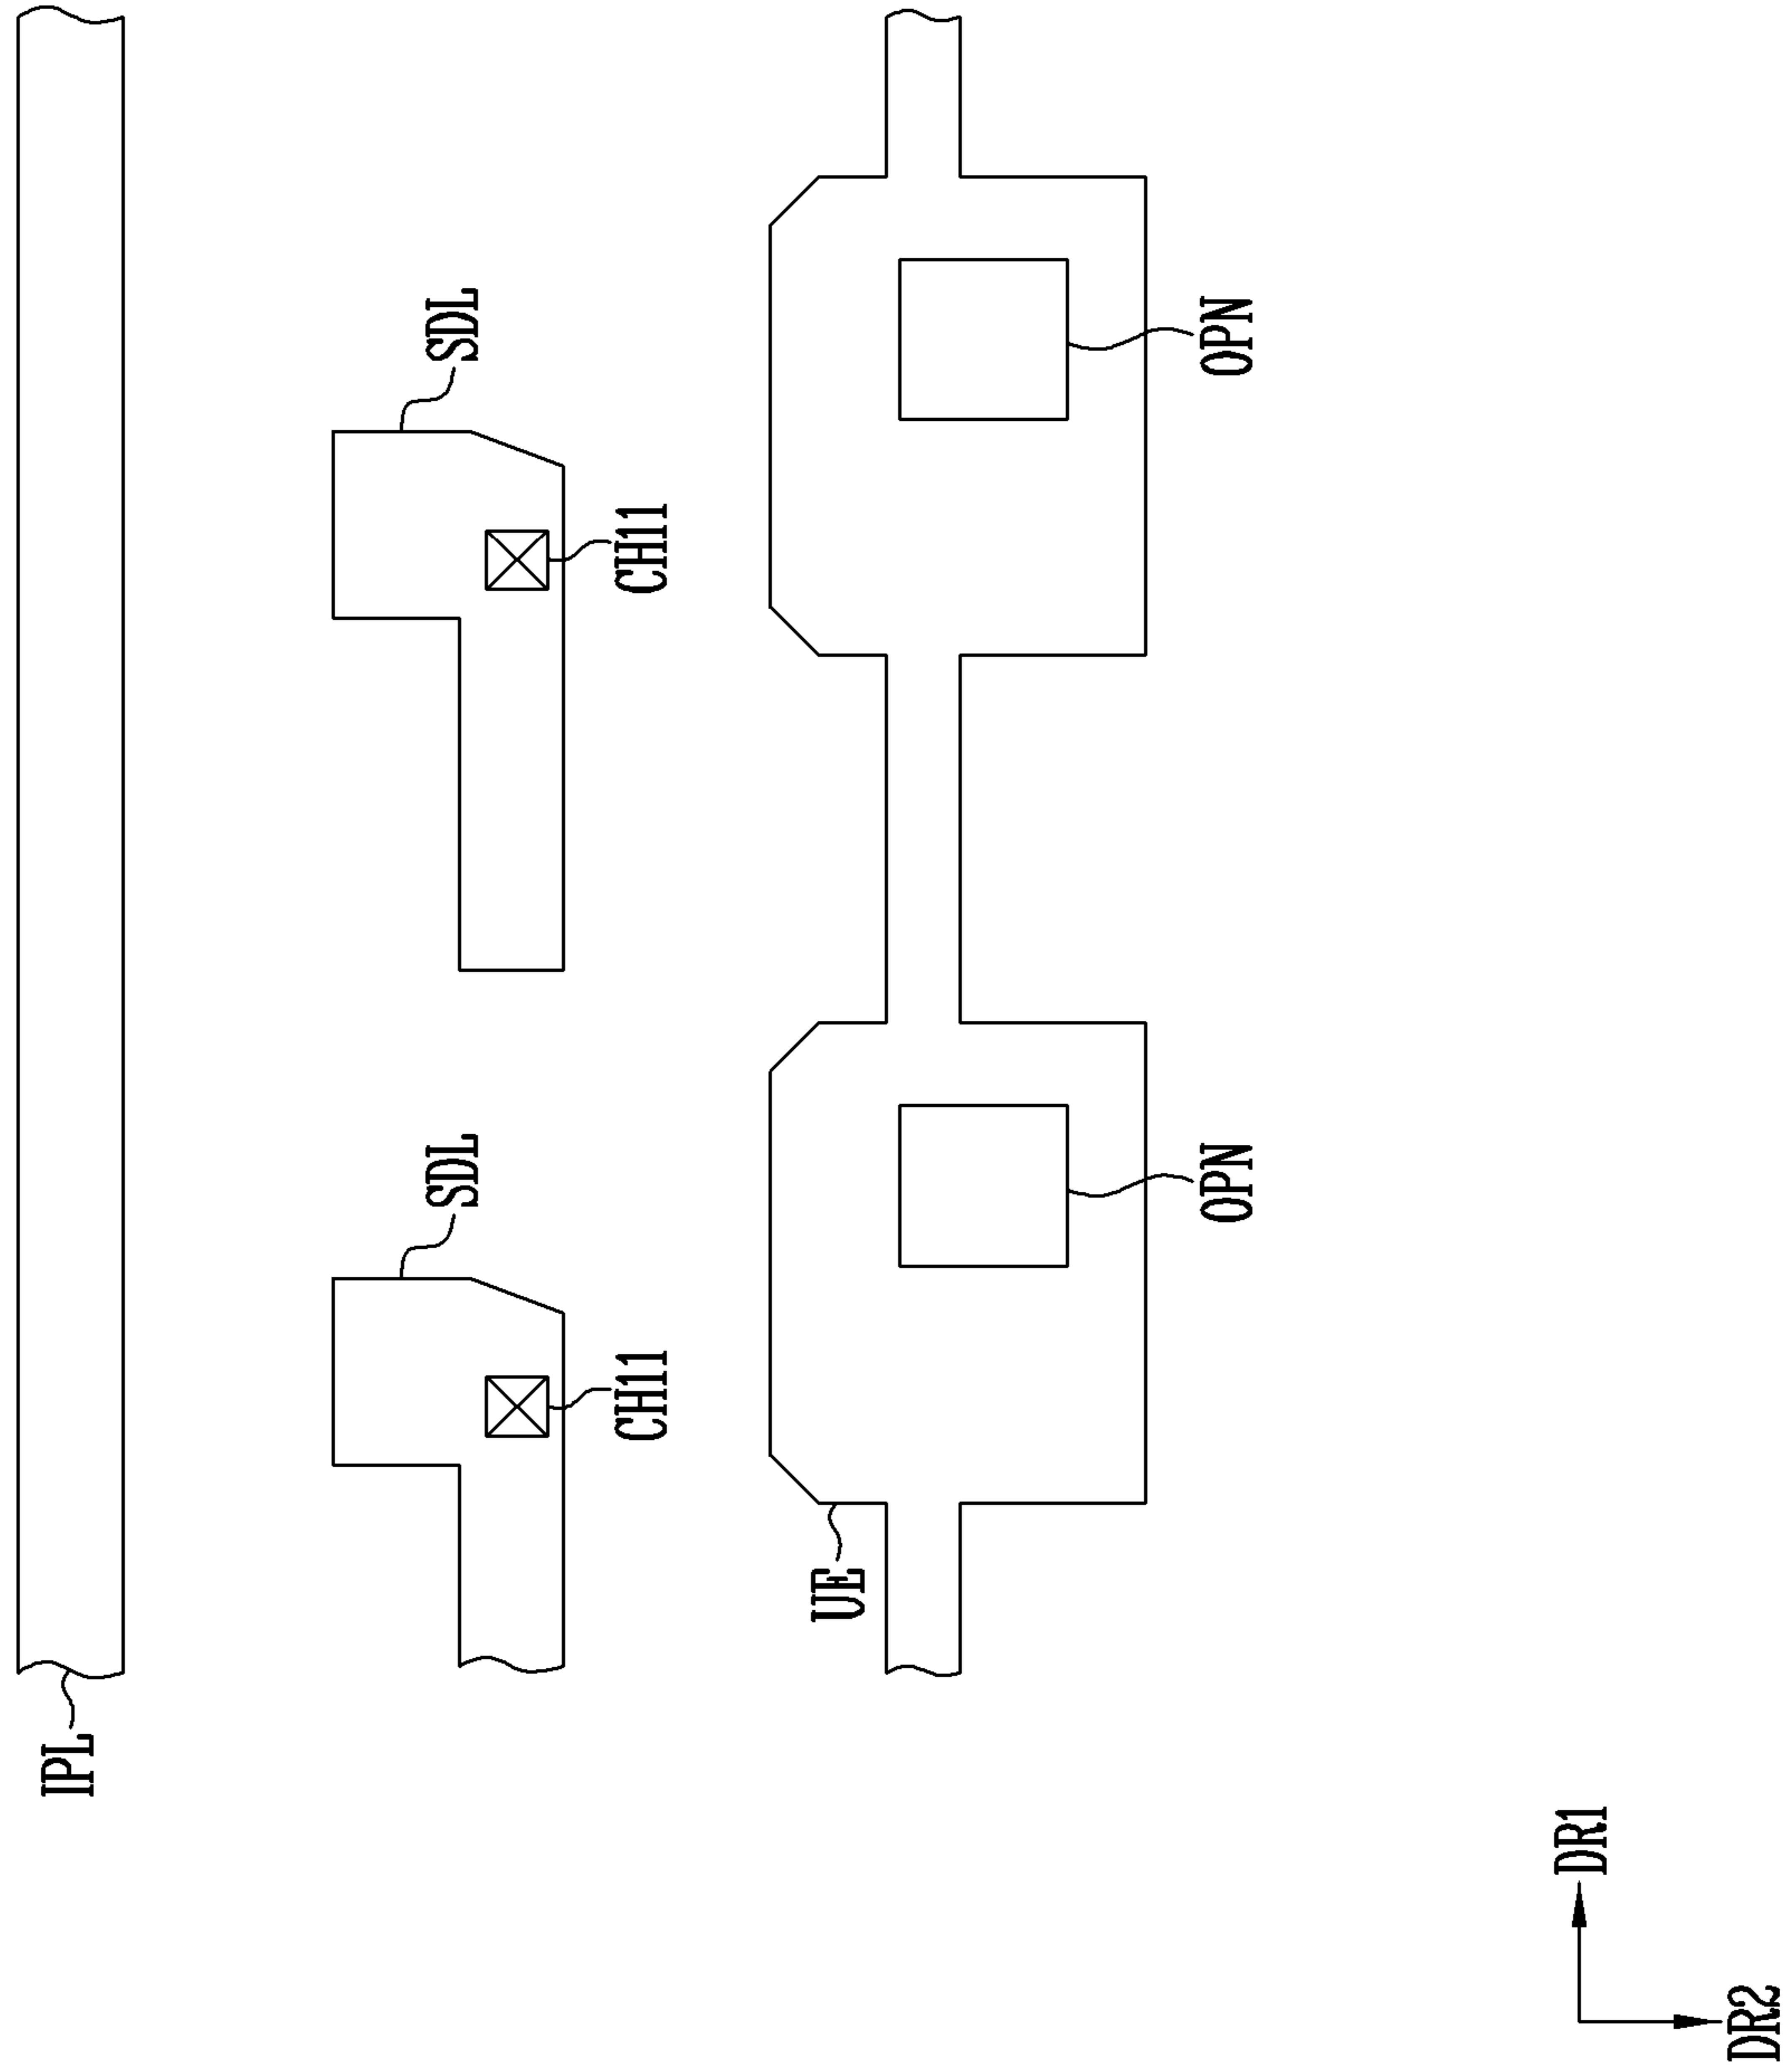 IPL
SDL
SDL
CH11
CH11
UE
OPN
OPN
DR1
DR2